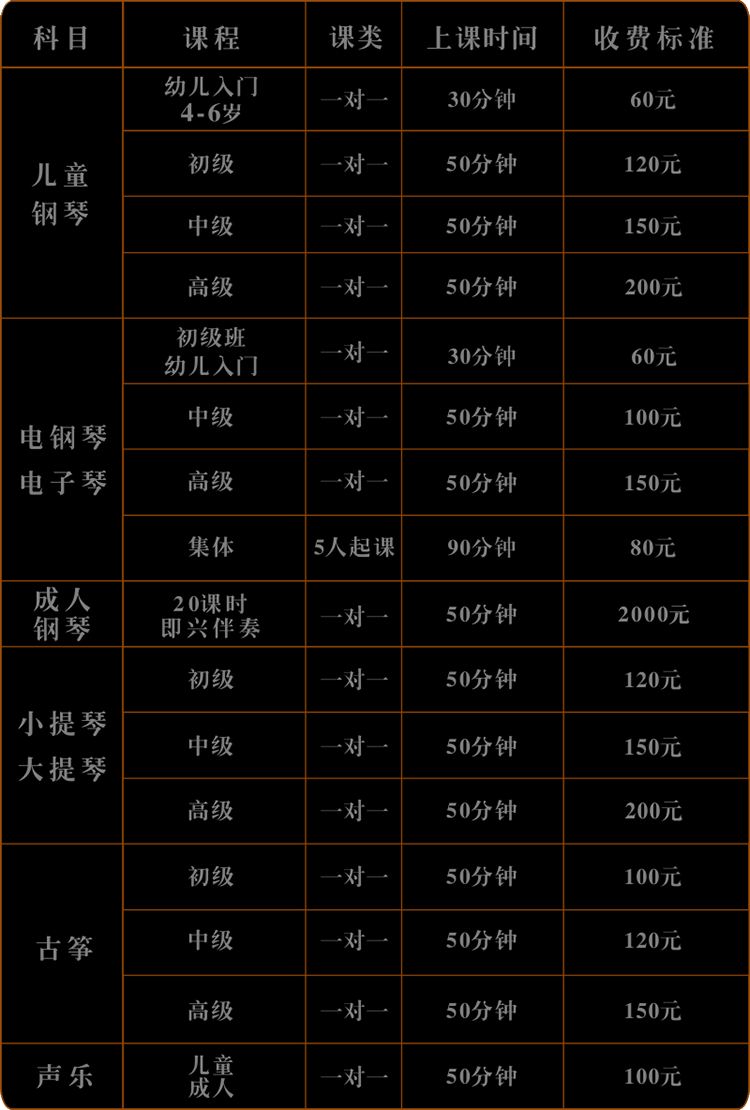 科目 课程 课类 上课时间 收费标准
儿童
钢琴
幼儿入门
4-6岁
一对一 30分钟 60元
初级 一对一 50分钟 120元
中级 一对一 50分钟 150元
高级 一对一 50分钟 200元
电钢琴
电子琴
初级班
幼儿入门
一对一 30分钟 60元
中级 一对一 50分钟 100元
高级 一对一 50分钟 150元
集体 5人起课 90分钟 80元
成人
钢琴
20课时
即兴伴奏
一对一 50分钟 2000元
小提琴
大提琴
初级 一对一 50分钟 120元
中级 一对一 50分钟 150元
高级 一对一 50分钟 200元
古筝
初级 一对一 50分钟 100元
中级 一对一 50分钟 120元
高级 一对一 50分钟 150元
声乐
儿童
成人
一对一 50分钟 100元